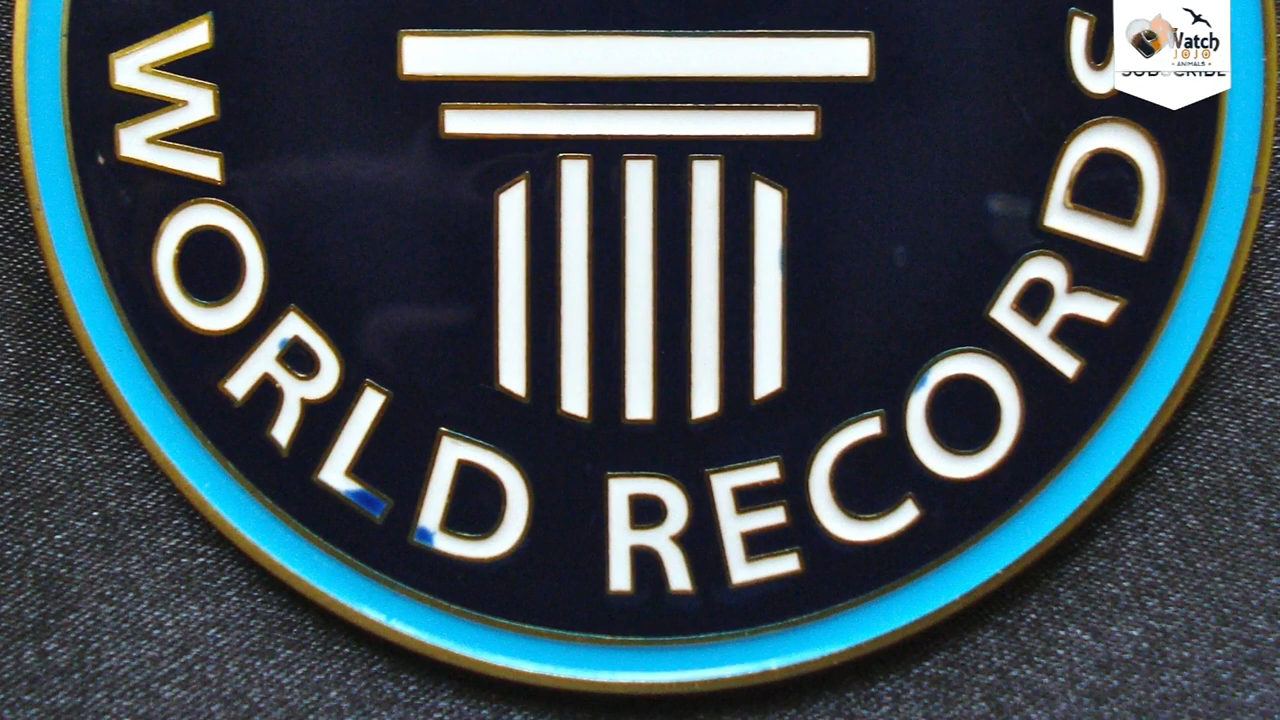 WORLD RECORDS
Watch
JOJO
- ANIMALS -
SUBSCRIBE